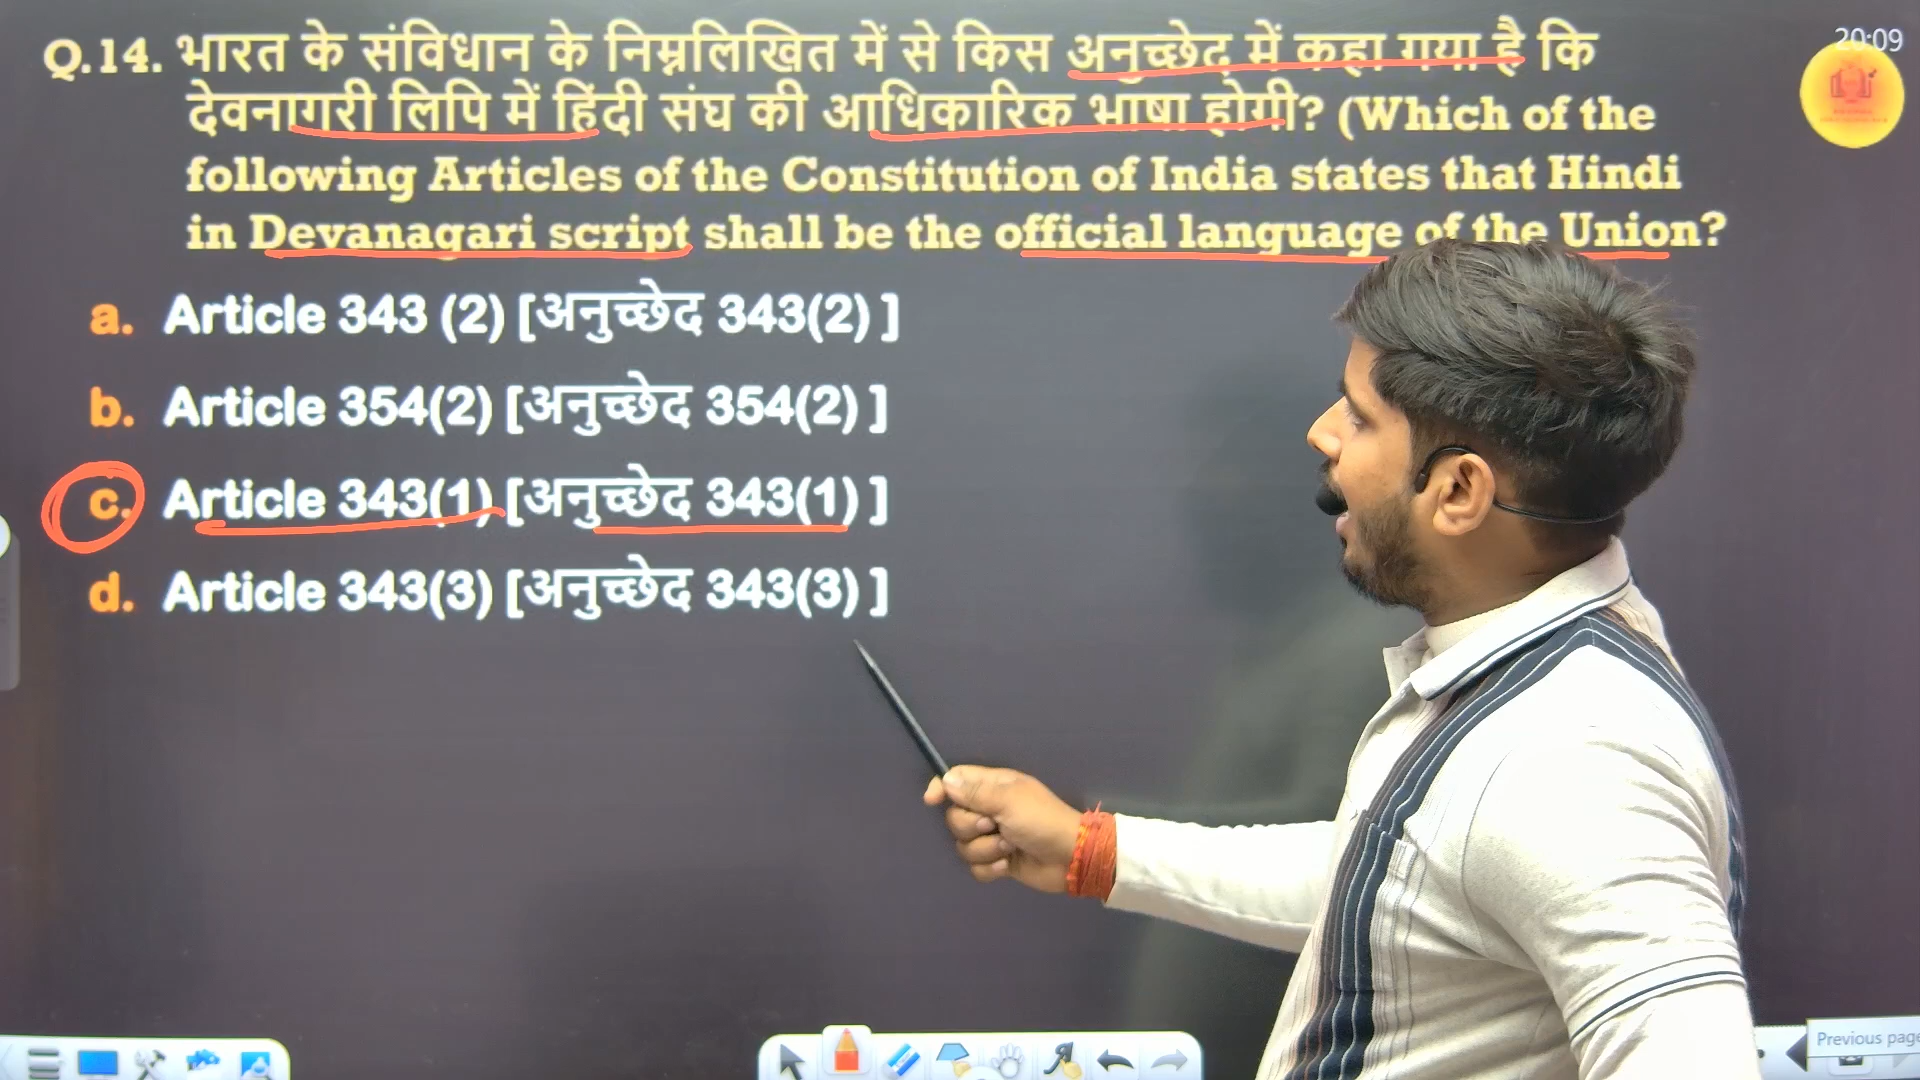 20:09
Q.14. भारत के संविधान के निम्नलिखित में से किस अनुच्छेद में कहा गया है कि
देवनागरी लिपि में हिंदी संघ की आधिकारिक भाषा होगी? (Which of the
following Articles of the Constitution of India states that Hindi
in Devanagari script shall be the official language of the Union?
a. Article 343 (2) [अनुच्छेद 343(2) ]
b. Article 354(2) [अनुच्छेद 354(2) ]
c. Article 343(1) [अनुच्छेद 343(1) ]
d. Article 343(3) [अनुच्छेद 343(3) ]
Previous page